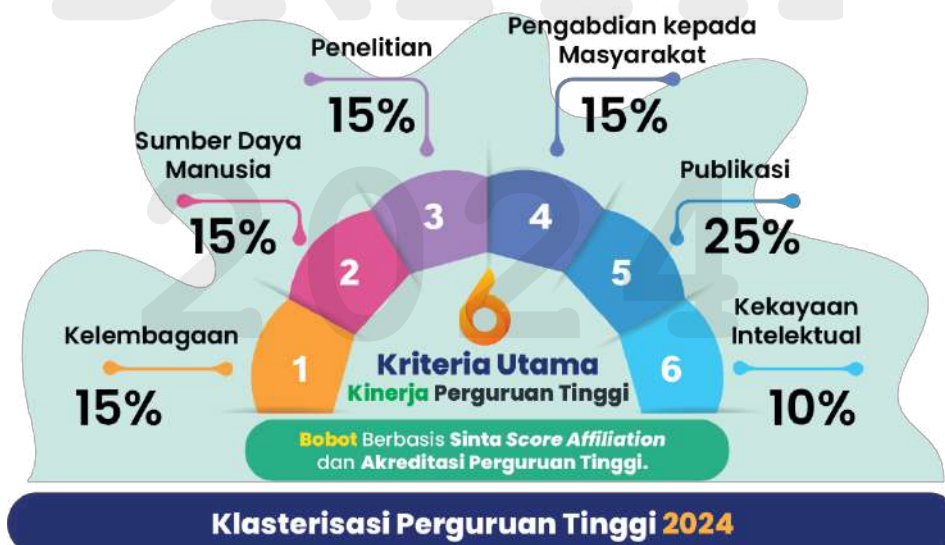 Penelitian
15%
Pengabdian kepada
Masyarakat
15%
Sumber Daya
Manusia
15%
Publikasi
25%
Kelembagaan
15%
Kekayaan
Intelektual
10%
1
2
3
4
5
6
6
Kriteria Utama
Kinerja Perguruan Tinggi
Bobot Berbasis Sinta Score Affiliation
dan Akreditasi Perguruan Tinggi.
Klasterisasi Perguruan Tinggi 2024
2024